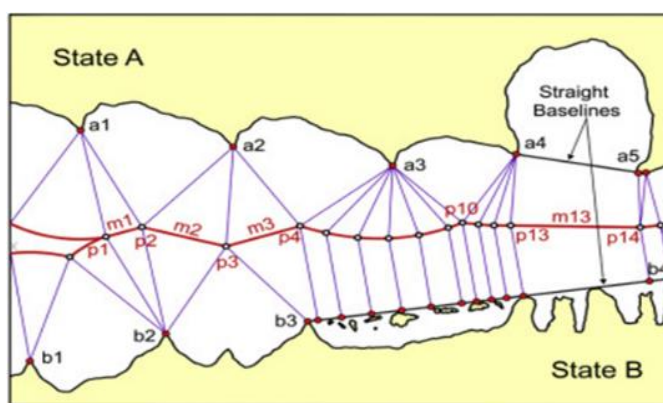 State A
Straight
Baselines
a1
a2
a3
a4
a5
m1
p1
p2
m2
p3
m3
p4
p10
p13
m13
p14
b1
b2
b3
b4
State B